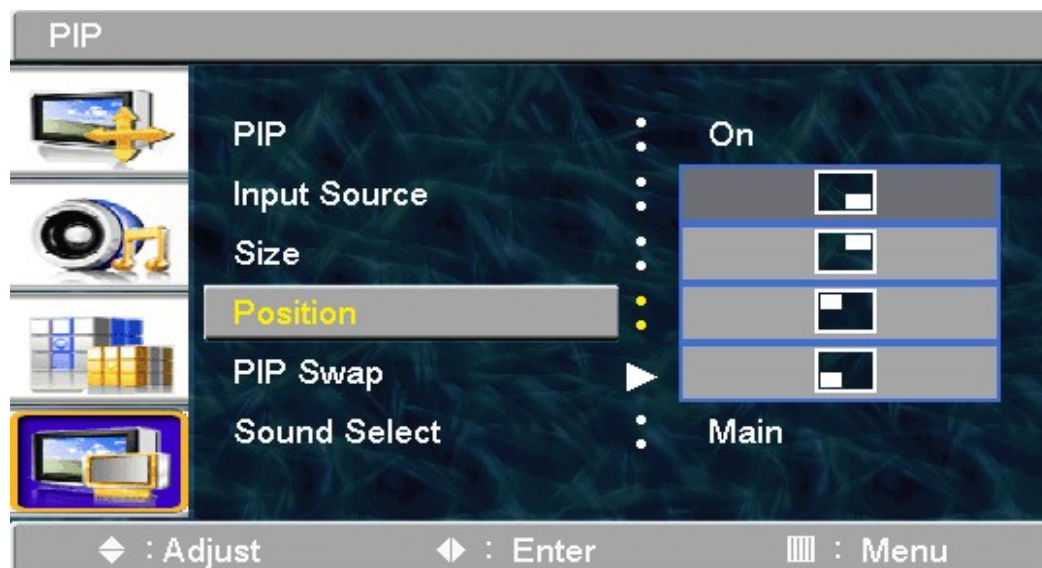 PIP
PIP : On
Input Source :
Size :
Position :
PIP Swap
Sound Select : Main
: Adjust : Enter : Menu